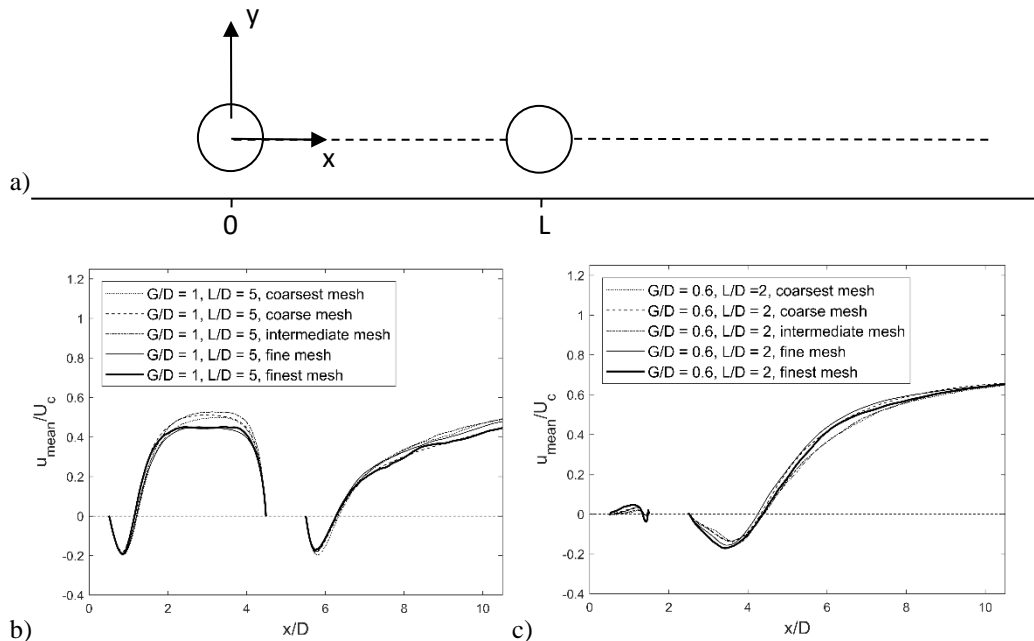 y
x
a)
0 L
G/D = 1, L/D = 5, coarsest mesh
G/D = 1, L/D = 5, coarse mesh
G/D = 1, L/D = 5, intermediate mesh
G/D = 1, L/D = 5, fine mesh
G/D = 1, L/D = 5, finest mesh
u_mean/U_c
1.2
1
0.8
0.6
0.4
0.2
0
-0.2
-0.4
0 2 4 6 8 10
x/D
b)
G/D = 0.6, L/D =2, coarsest mesh
G/D = 0.6, L/D = 2, coarse mesh
G/D = 0.6, L/D = 2, intermediate mesh
G/D = 0.6, L/D = 2, fine mesh
G/D = 0.6, L/D = 2, finest mesh
u_mean/U_c
1.2
1
0.8
0.6
0.4
0.2
0
-0.2
-0.4
0 2 4 6 8 10
x/D
c)